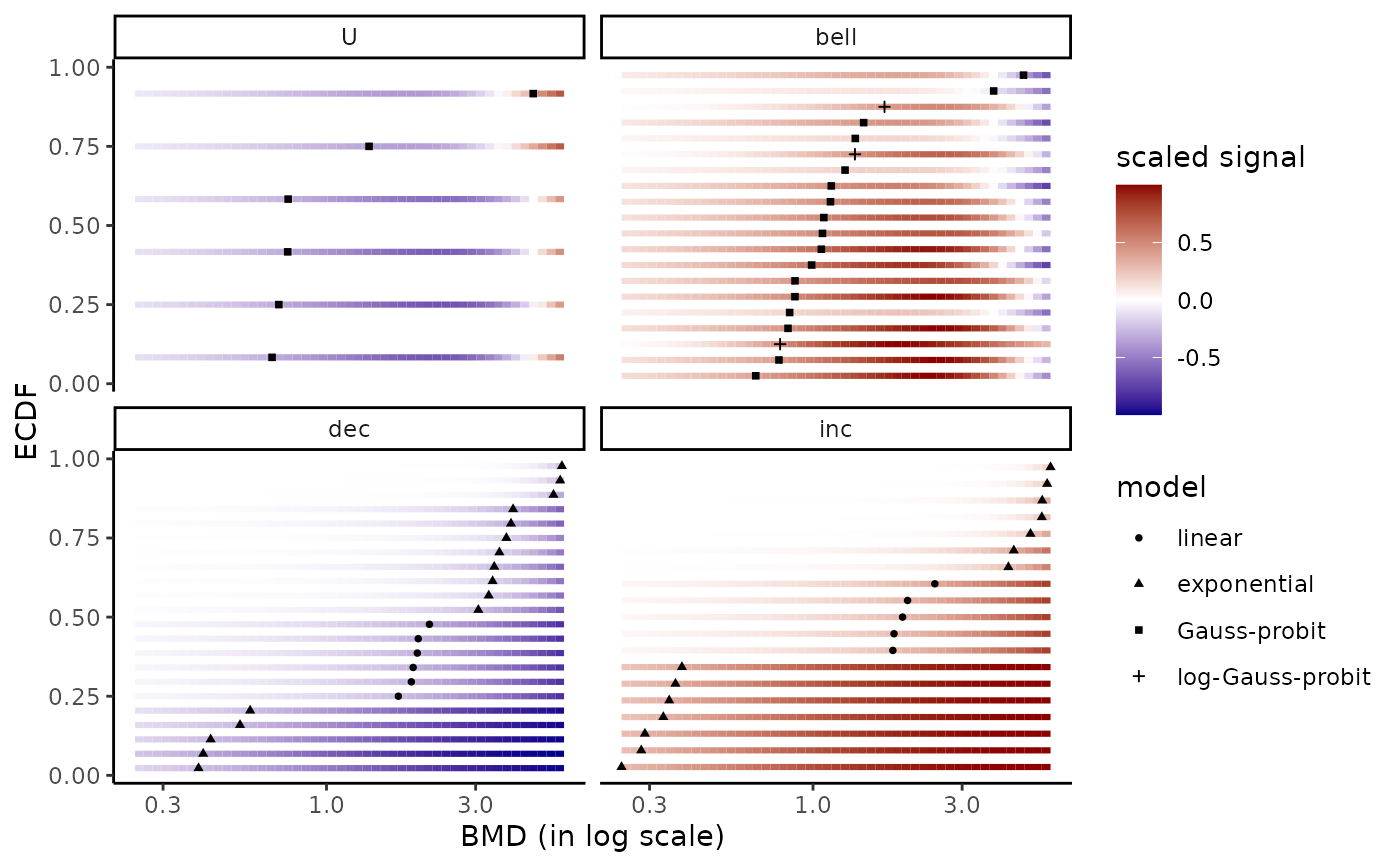 U
bell
1.00
0.75
0.50
0.25
0.00
dec
inc
1.00
0.75
0.50
0.25
0.00
0.3
1.0
3.0
0.3
1.0
3.0
BMD (in log scale)
ECDF
scaled signal
0.5
0.0
-0.5
model
linear
exponential
Gauss-probit
log-Gauss-probit